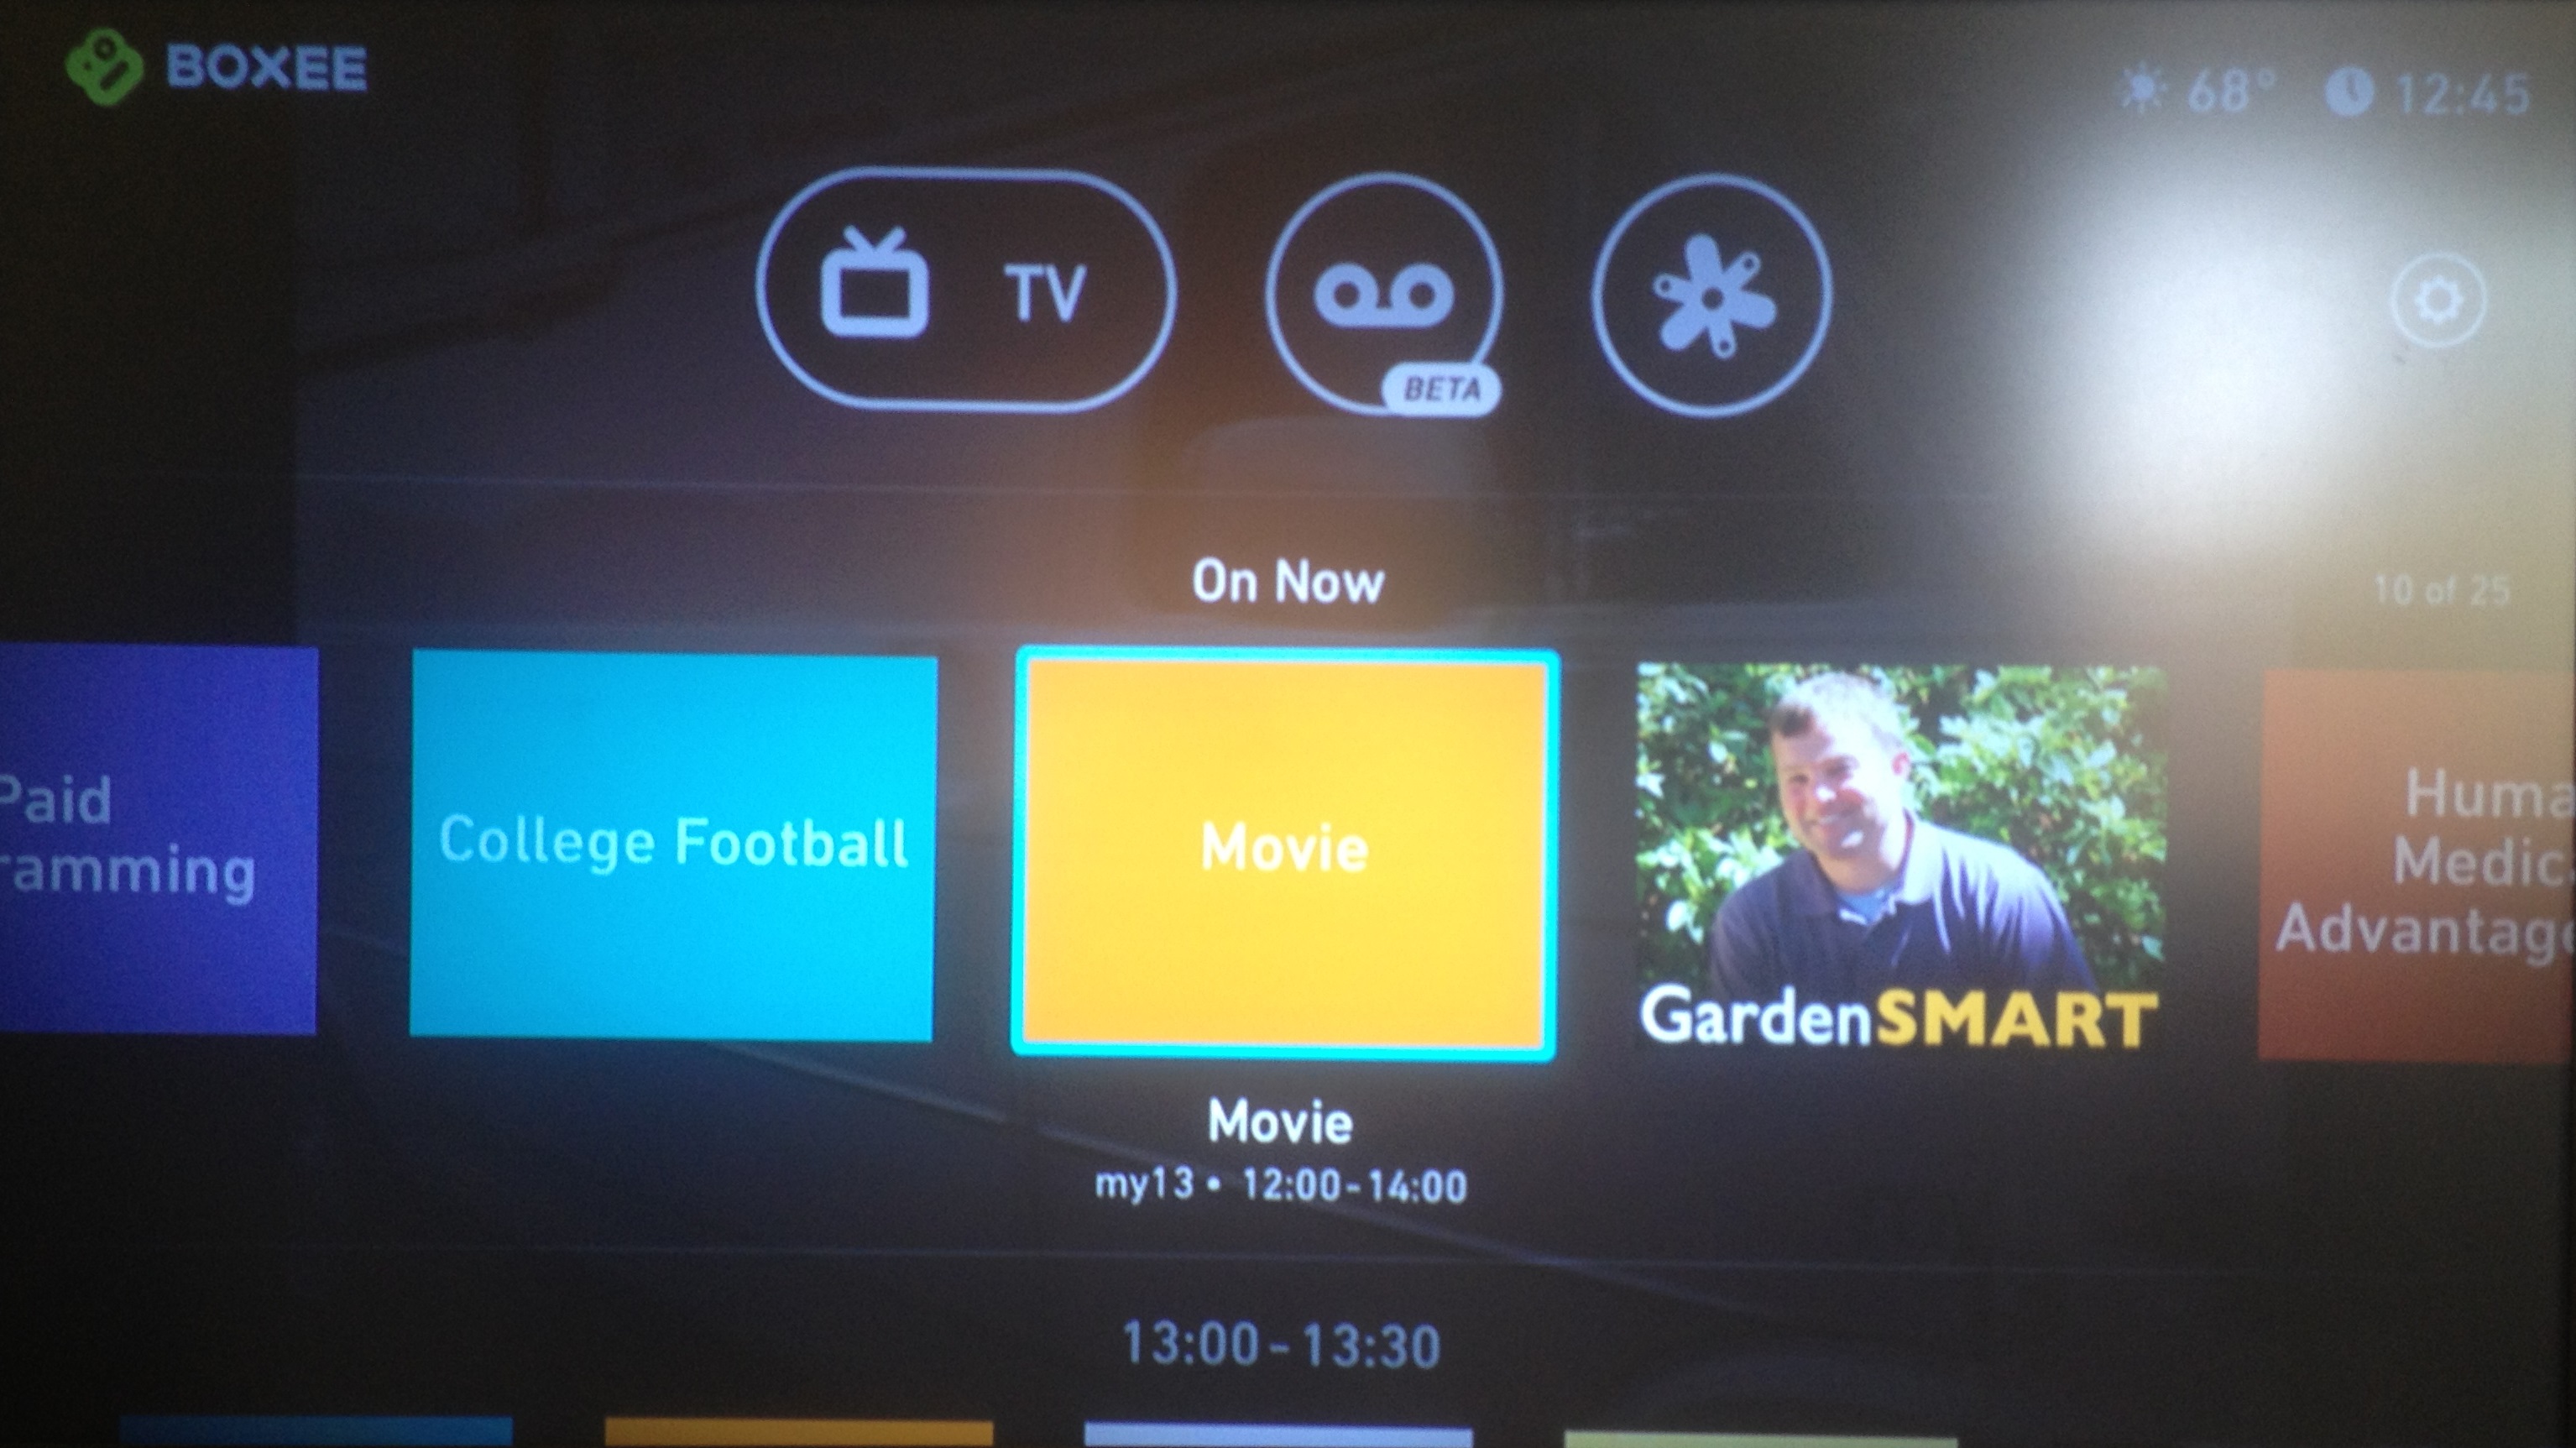 BOXEE
68° 12:45
TV
BETA
On Now
10 of 25
Paid
ramming
College Football
Movie
GardenSMART
Huma
Medic
Advantag
Movie
my13 • 12:00-14:00
13:00-13:30